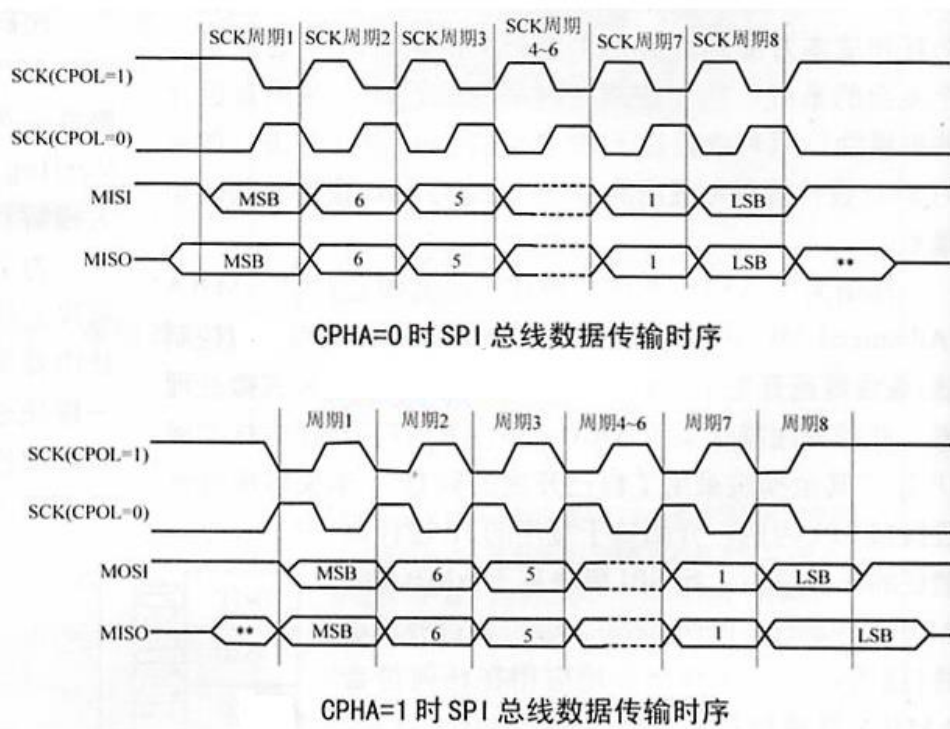 SCK周期1 SCK周期2 SCK周期3 SCK周期 4~6 SCK周期7 SCK周期8
SCK(CPOL=1)
SCK(CPOL=0)
MISI MSB 6 5 1 LSB
MISO MSB 6 5 1 LSB **
CPHA=0时SPI总线数据传输时序
周期1 周期2 周期3 周期4~6 周期7 周期8
SCK(CPOL=1)
SCK(CPOL=0)
MOSI MSB 6 5 1 LSB
MISO ** MSB 6 5 1 LSB
CPHA=1时SPI总线数据传输时序